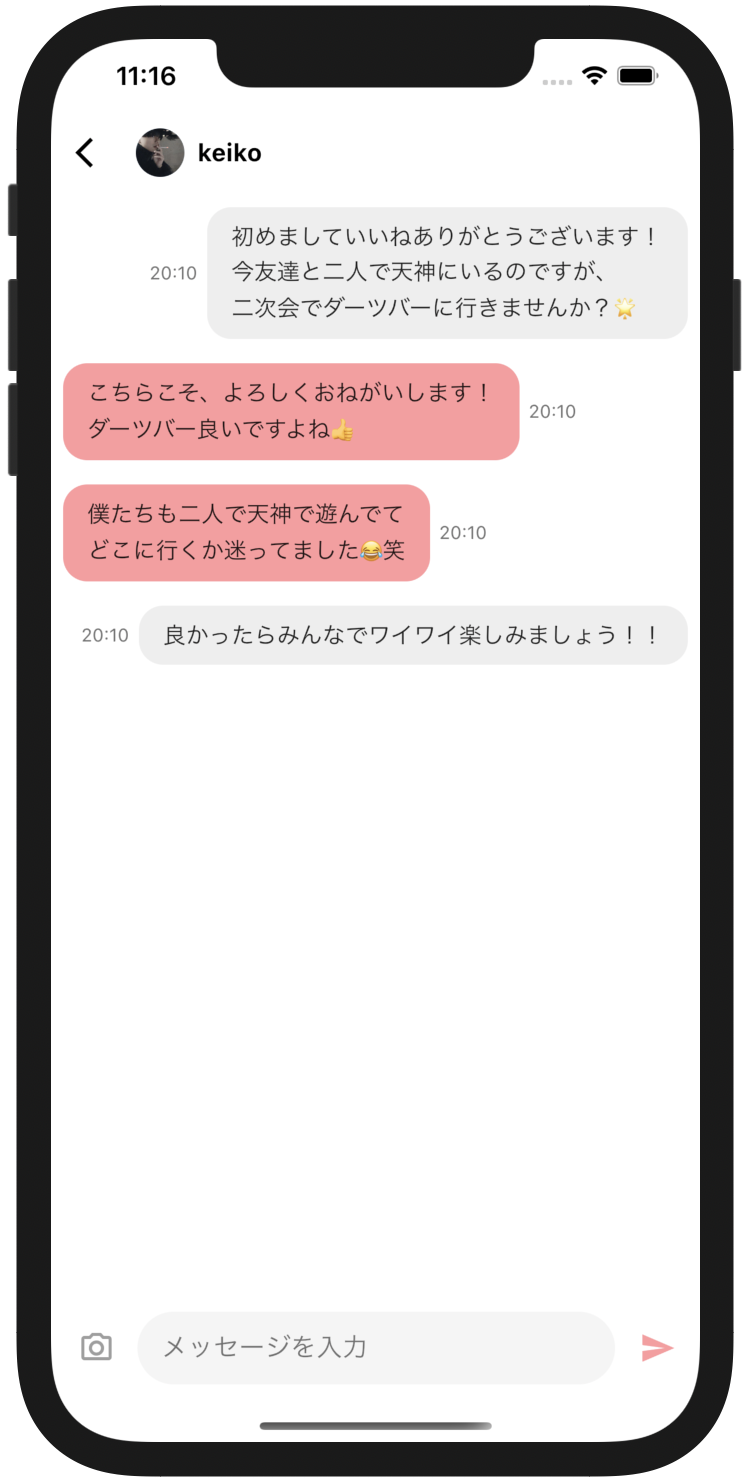 11:16
keiko
初めましていいねありがとうございます！
今友達と二人で天神にいるのですが、
20:10
二次会でダーツバーに行きませんか？🌟
こちらこそ、よろしくおねがいします！
ダーツバー良いですよね👍
20:10
僕たちも二人で天神で遊んでて
どこに行くか迷ってました😂笑
20:10
20:10
良かったらみんなでワイワイ楽しみましょう！！
メッセージを入力